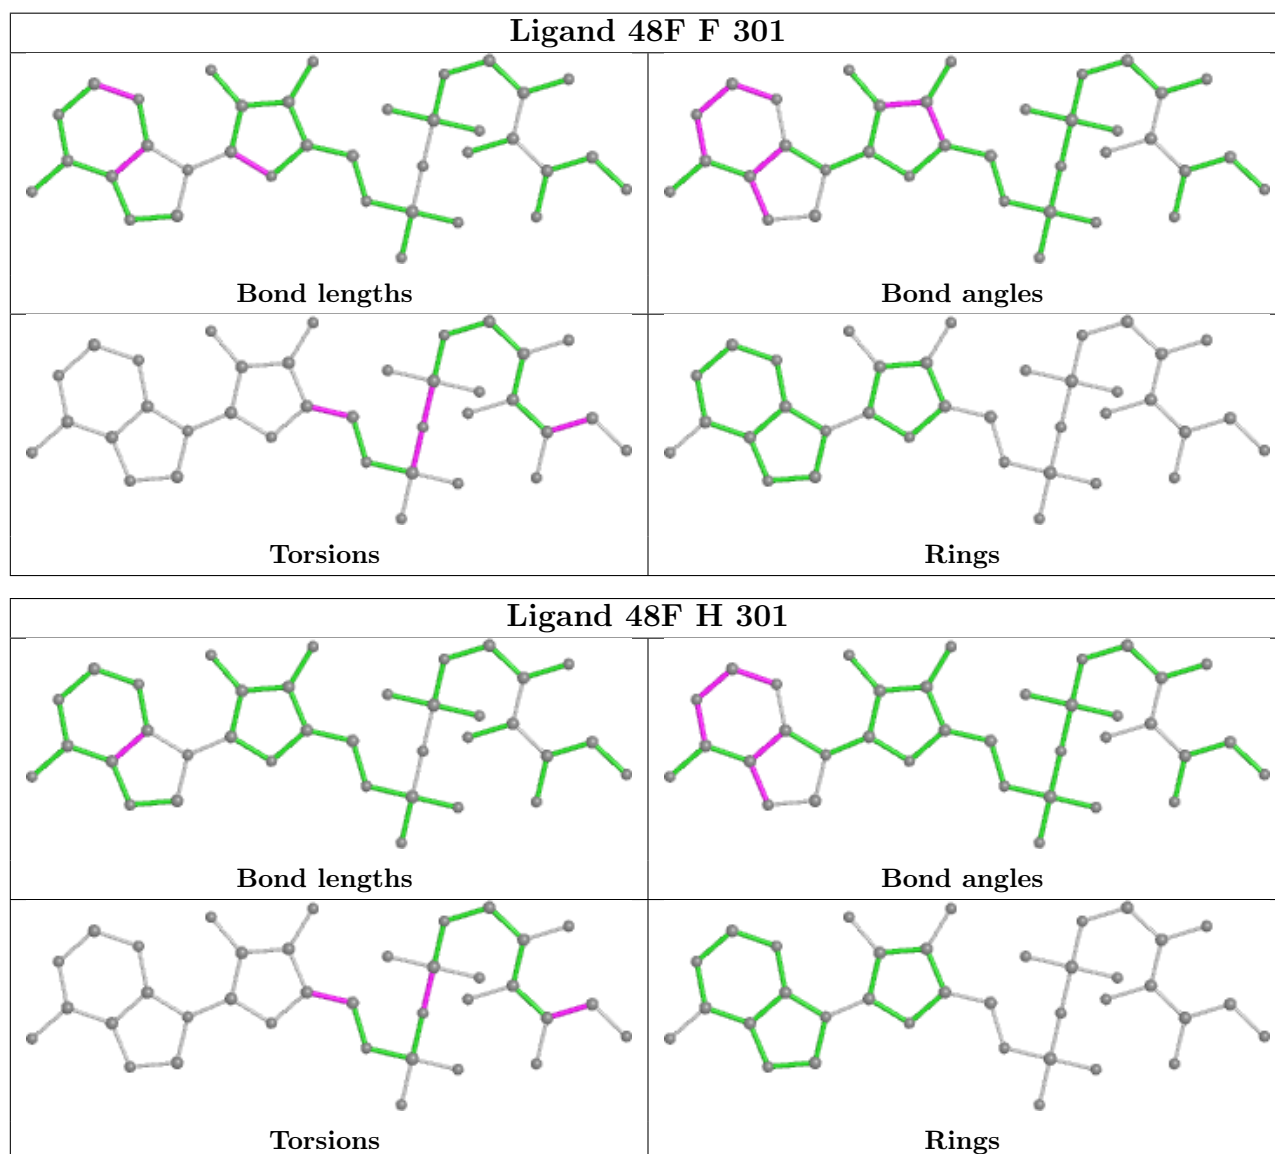 Ligand 48F F 301
Bond lengths
Bond angles
Torsions
Rings
Ligand 48F H 301
Bond lengths
Bond angles
Torsions
Rings